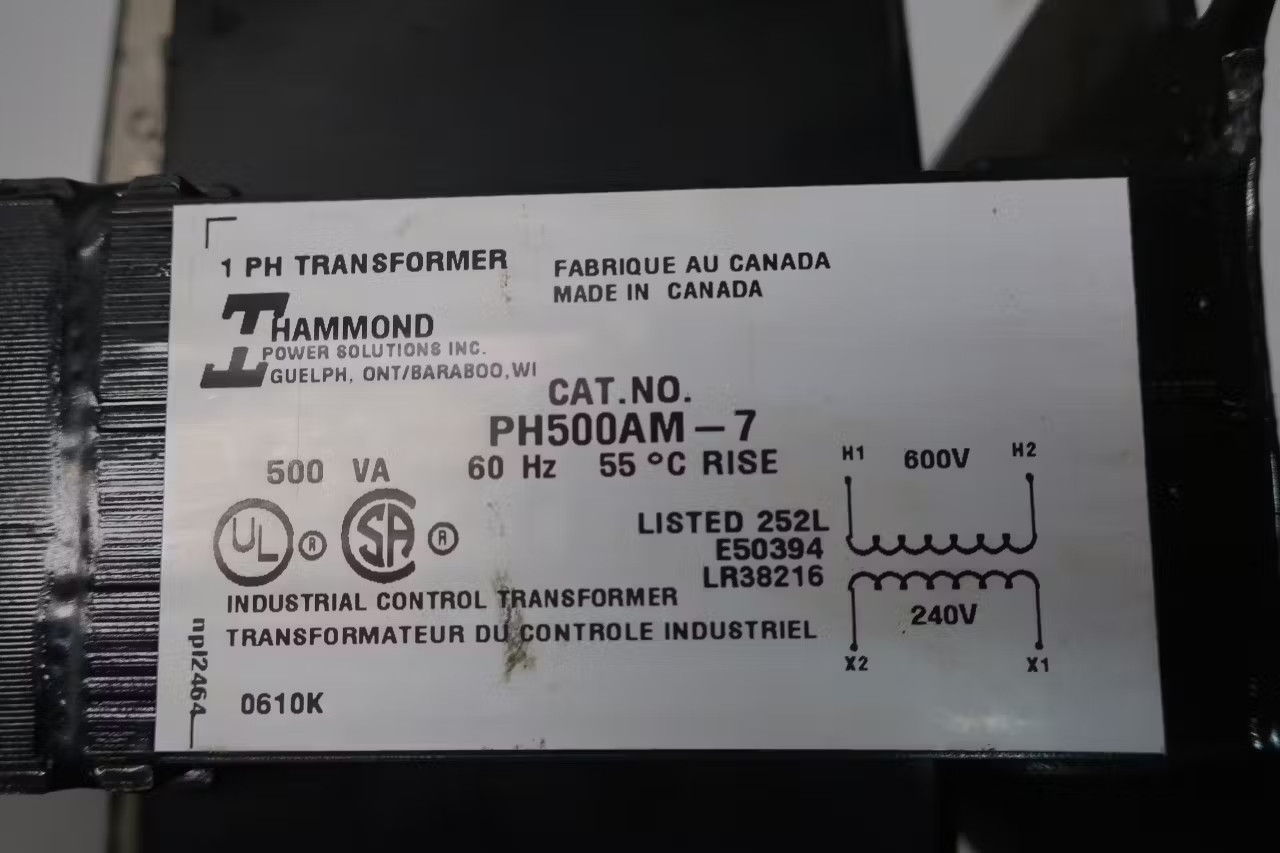 1 PH TRANSFORMER
FABRIQUE AU CANADA
MADE IN CANADA
HAMMOND
POWER SOLUTIONS INC.
GUELPH, ONT/BARABOO, WI
CAT.NO.
PH500AM-7
500 VA 60 Hz 55 °C RISE
H1 600V H2
UL ® SA ®
LISTED 252L
E50394
LR38216
240V
X2 X1
INDUSTRIAL CONTROL TRANSFORMER
TRANSFORMATEUR DU CONTROLE INDUSTRIEL
npl2464
0610K